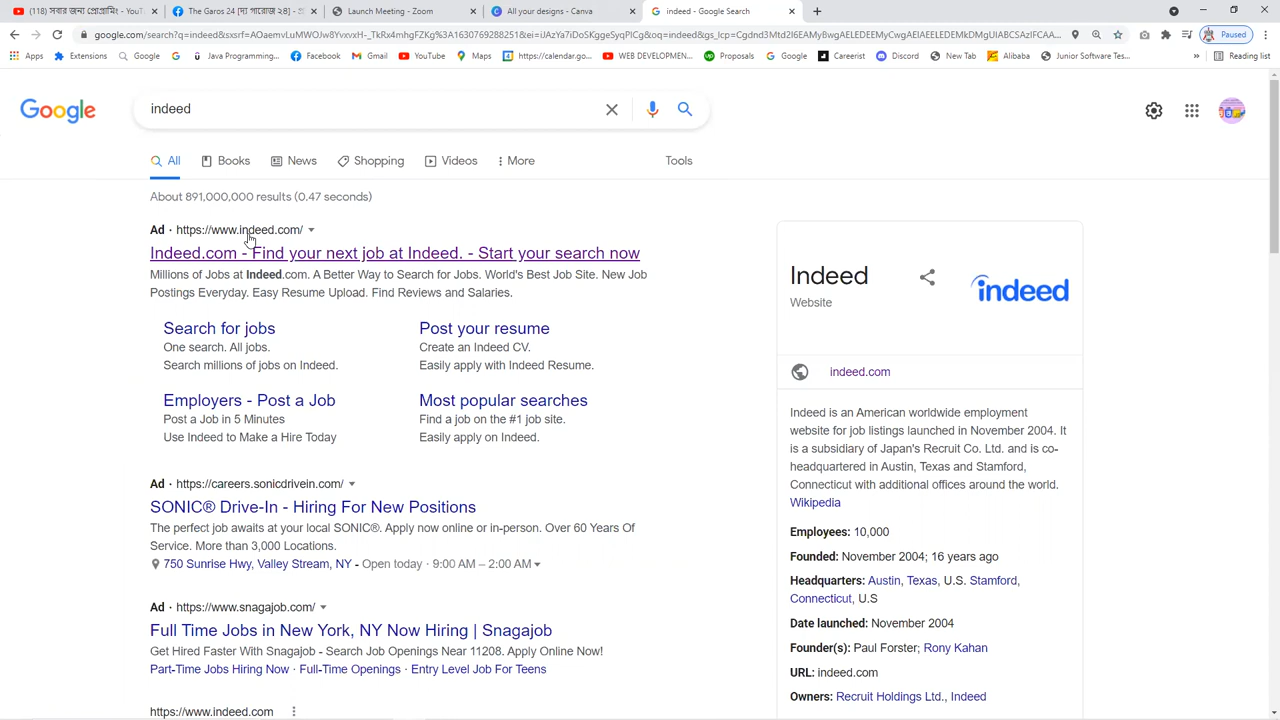 (118) সবার জন্য প্রোগ্রামিং - YouT
The Garos 24 [দ্য গারোজ ২৪] -
Launch Meeting - Zoom
All your designs - Canva
indeed - Google Search
Paused
Apps
Extensions
Google
Java Programming...
Facebook
Gmail
YouTube
Maps
https://calendar.go...
WEB DEVELOPMEN...
Proposals
Google
Careerist
Discord
New Tab
Alibaba
Junior Software Tes...
Reading list
Google
indeed
All
Books
News
Shopping
Videos
More
Tools
About 891,000,000 results (0.47 seconds)
Ad · https://www.indeed.com/
Indeed.com - Find your next job at Indeed. - Start your search now
Millions of Jobs at Indeed.com. A Better Way to Search for Jobs. World's Best Job Site. New Job
Postings Everyday. Easy Resume Upload. Find Reviews and Salaries.
Search for jobs
One search. All jobs.
Search millions of jobs on Indeed.
Post your resume
Create an Indeed CV.
Easily apply with Indeed Resume.
Employers - Post a Job
Post a Job in 5 Minutes
Use Indeed to Make a Hire Today
Most popular searches
Find a job on the #1 job site.
Easily apply on Indeed.
Ad · https://careers.sonicdrivein.com/
SONIC® Drive-In - Hiring For New Positions
The perfect job awaits at your local SONIC®. Apply now online or in-person. Over 60 Years Of
Service. More than 3,000 Locations.
750 Sunrise Hwy, Valley Stream, NY - Open today · 9:00 AM – 2:00 AM
Ad · https://www.snagajob.com/
Full Time Jobs in New York, NY Now Hiring | Snagajob
Get Hired Faster With Snagajob - Search Job Openings Near 11208. Apply Online Now!
Part-Time Jobs Hiring Now · Full-Time Openings · Entry Level Job For Teens
https://www.indeed.com
Indeed
Website
indeed
indeed.com
Indeed is an American worldwide employment
website for job listings launched in November 2004. It
is a subsidiary of Japan's Recruit Co. Ltd. and is co-
headquartered in Austin, Texas and Stamford,
Connecticut with additional offices around the world.
Wikipedia
Employees: 10,000
Founded: November 2004; 16 years ago
Headquarters: Austin, Texas, U.S. Stamford,
Connecticut, U.S
Date launched: November 2004
Founder(s): Paul Forster; Rony Kahan
URL: indeed.com
Owners: Recruit Holdings Ltd., Indeed